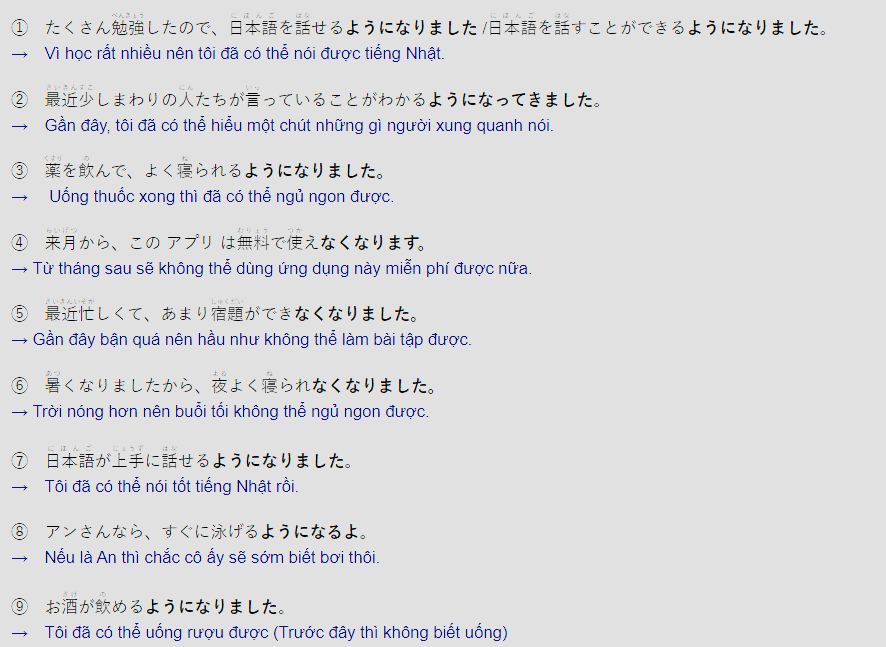 ① たくさん勉強したので、日本語を話せるようになりました /日本語を話すことができるようになりました。
→ Vì học rất nhiều nên tôi đã có thể nói được tiếng Nhật.
② 最近少しまわりの人たちが言っていることがわかるようになってきました。
→ Gần đây, tôi đã có thể hiểu một chút những gì người xung quanh nói.
③ 薬を飲んで、よく寝られるようになりました。
→ Uống thuốc xong thì đã có thể ngủ ngon được.
④ 来月から、この アプリ は無料で使えなくなります。
→ Từ tháng sau sẽ không thể dùng ứng dụng này miễn phí được nữa.
⑤ 最近忙しくて、あまり宿題ができなくなりました。
→ Gần đây bận quá nên hầu như không thể làm bài tập được.
⑥ 暑くなりましたから、夜よく寝られなくなりました。
→ Trời nóng hơn nên buổi tối không thể ngủ ngon được.
⑦ 日本語が上手に話せるようになりました。
→ Tôi đã có thể nói tốt tiếng Nhật rồi.
⑧ アンさんなら、すぐに泳げるようになるよ。
→ Nếu là An thì chắc cô ấy sẽ sớm biết bơi thôi.
⑨ お酒が飲めるようになりました。
→ Tôi đã có thể uống rượu được (Trước đây thì không biết uống)